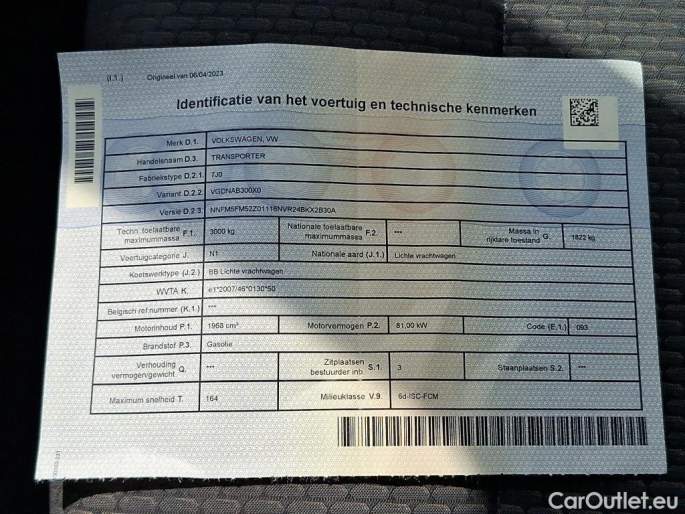 (I.1.) Origineel van 06/04/2023
Identificatie van het voertuig en technische kenmerken
Merk D.1. VOLKSWAGEN, VW
Handelsnaam D.3. TRANSPORTER
Fabriekstype D.2.1. 7J0
Variant D.2.2. VGDNAB300X0
Versie D.2.3. NNFM5FM52Z01116NVR24BKX2B30A
Techn. toelaatbare maximummassa F.1. 3000 kg Nationale toelaatbare maximummassa F.2. --- Massa in rijklare toestand G. 1822 kg
Voertuigcategorie J. N1 Nationale aard (J.1.) Lichte vrachtwagen
Koetswerktype (J.2.) BB Lichte vrachtwagen
WVTA K. e1*2007/46*0130*50
Belgisch ref.nummer (K.1.) ---
Motorinhoud P.1. 1968 cm³ Motorvermogen P.2. 81,00 kW Code (E.1.) 093
Brandstof P.3. Gasolie
Verhouding vermogen/gewicht Q. --- Zitplaatsen bestuurder inb. S.1. 3 Staanplaatsen S.2. ---
Maximum snelheid T. 164 Milieuklasse V.9. 6d-ISC-FCM
CarOutlet.eu